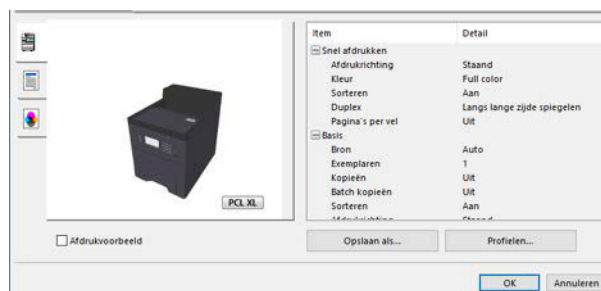 Item Detail
Snel afdrukken
Afdrukrichting Staand
Kleur Full color
Sorteren Aan
Duplex Langs lange zijde spiegelen
Pagina's per vel Uit
Basis
Bron Auto
Exemplaren 1
Kopieën Uit
Batch kopieën Uit
Sorteren Aan
Afdrukrichting Staand
PCL XL
Afdrukvoorbeeld
Opslaan als... Profielen...
OK Annuleren